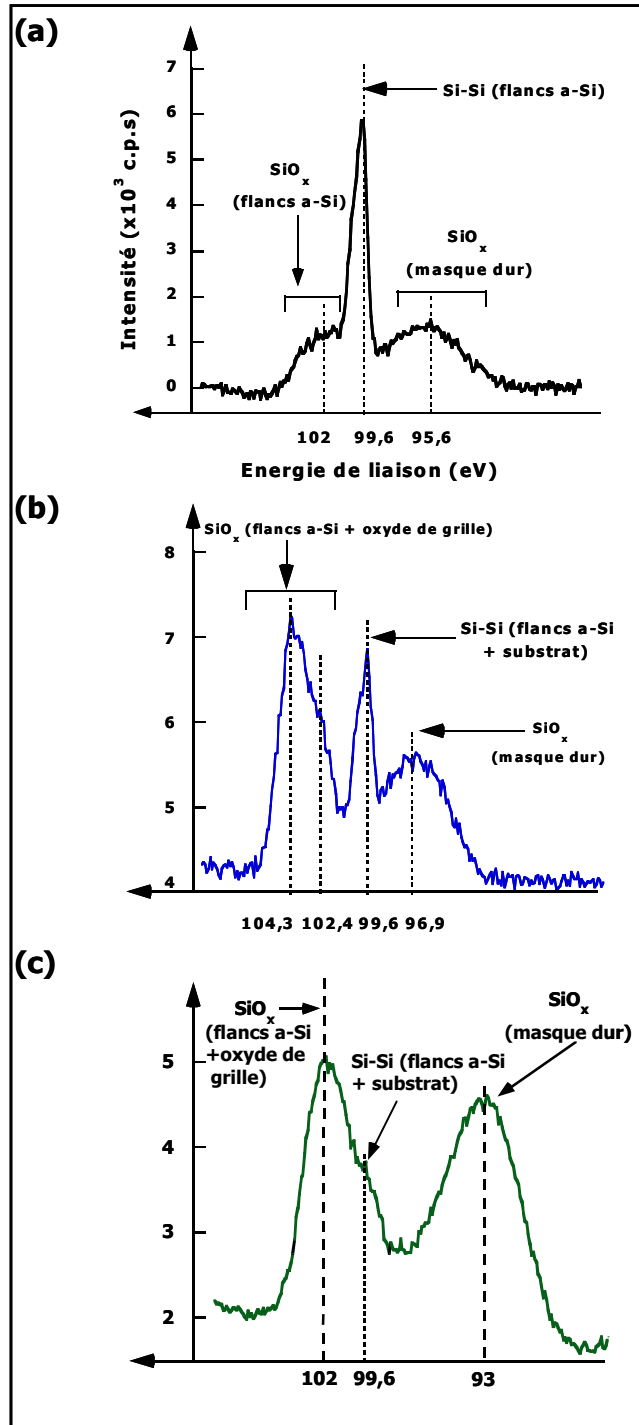 (a)
7
6
5
4
3
2
1
0
Intensité (x10³ c.p.s)
Si-Si (flancs a-Si)
SiOₓ
(flancs a-Si)
SiOₓ
(masque dur)
102 99,6 95,6
Energie de liaison (eV)
(b)
SiOₓ (flancs a-Si + oxyde de grille)
8
7
6
5
4
Si-Si (flancs a-Si
+ substrat)
SiOₓ
(masque dur)
104,3 102,4 99,6 96,9
(c)
SiOₓ
(flancs a-Si
+oxyde de
grille)
Si-Si (flancs a-Si
+ substrat)
SiOₓ
(masque dur)
5
4
3
2
102 99,6 93